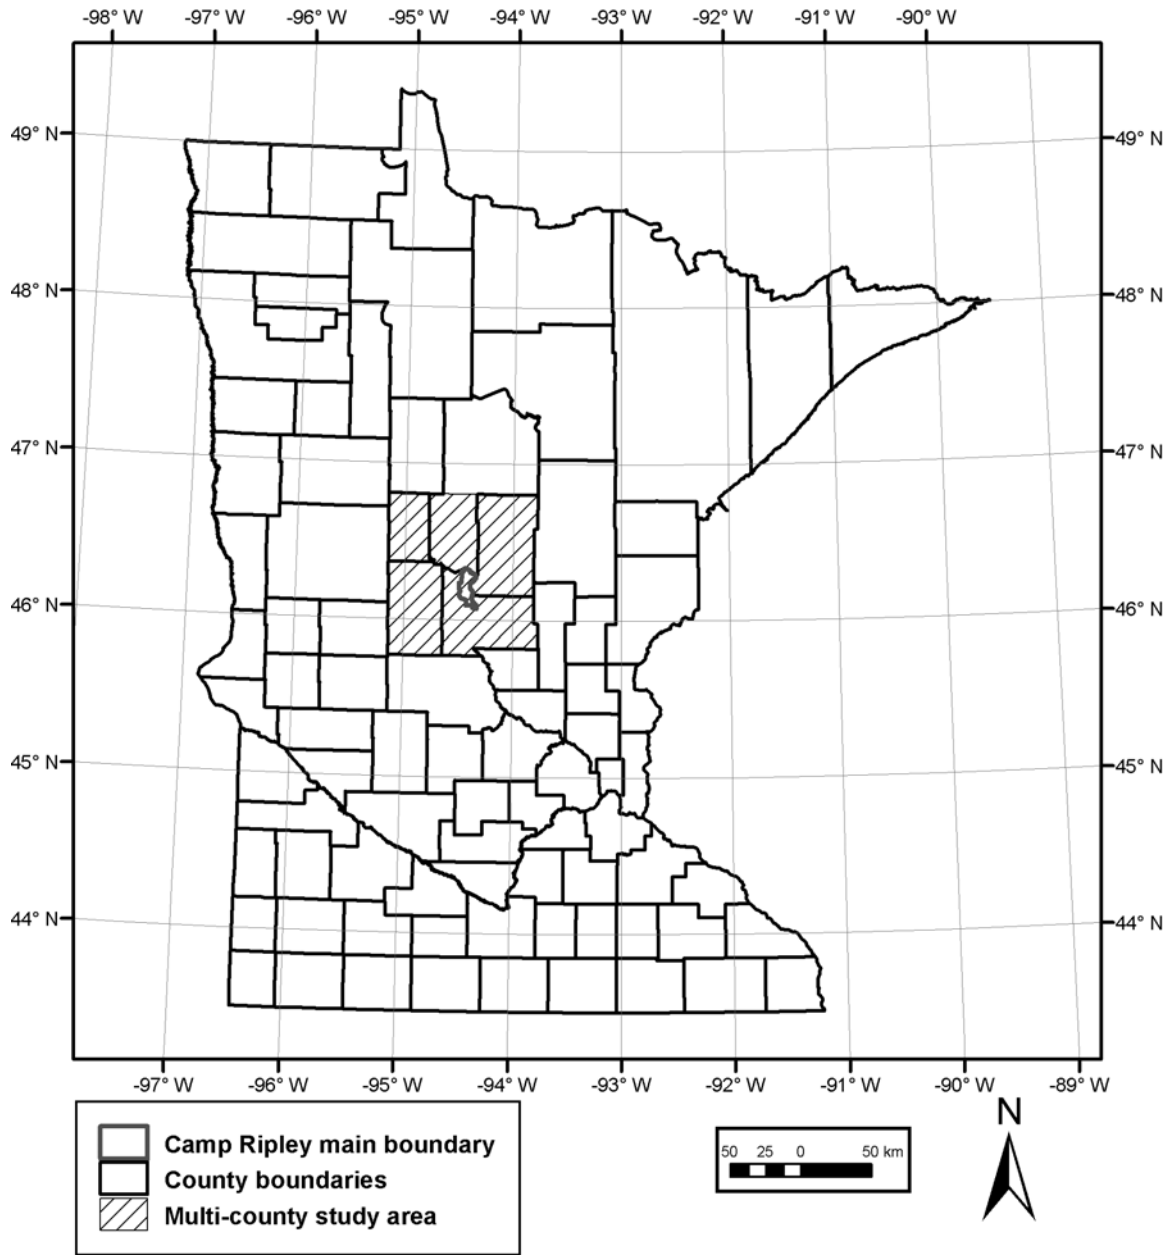 -98° W -97° W -96° W -95° W -94° W -93° W -92° W -91° W -90° W
49° N 49° N
48° N 48° N
47° N 47° N
46° N 46° N
45° N 45° N
44° N 44° N
-97° W -96° W -95° W -94° W -93° W -92° W -91° W -90° W -89° W
Camp Ripley main boundary
County boundaries
Multi-county study area
50 25 0 50 km
N